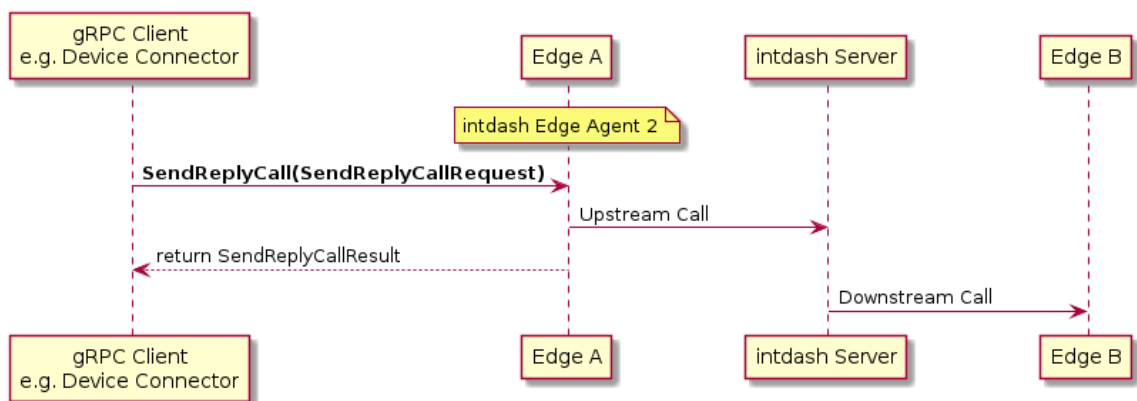 gRPC Client
e.g. Device Connector
Edge A
intdash Server
Edge B
intdash Edge Agent 2
SendReplyCall(SendReplyCallRequest)
Upstream Call
return SendReplyCallResult
Downstream Call
gRPC Client
e.g. Device Connector
Edge A
intdash Server
Edge B